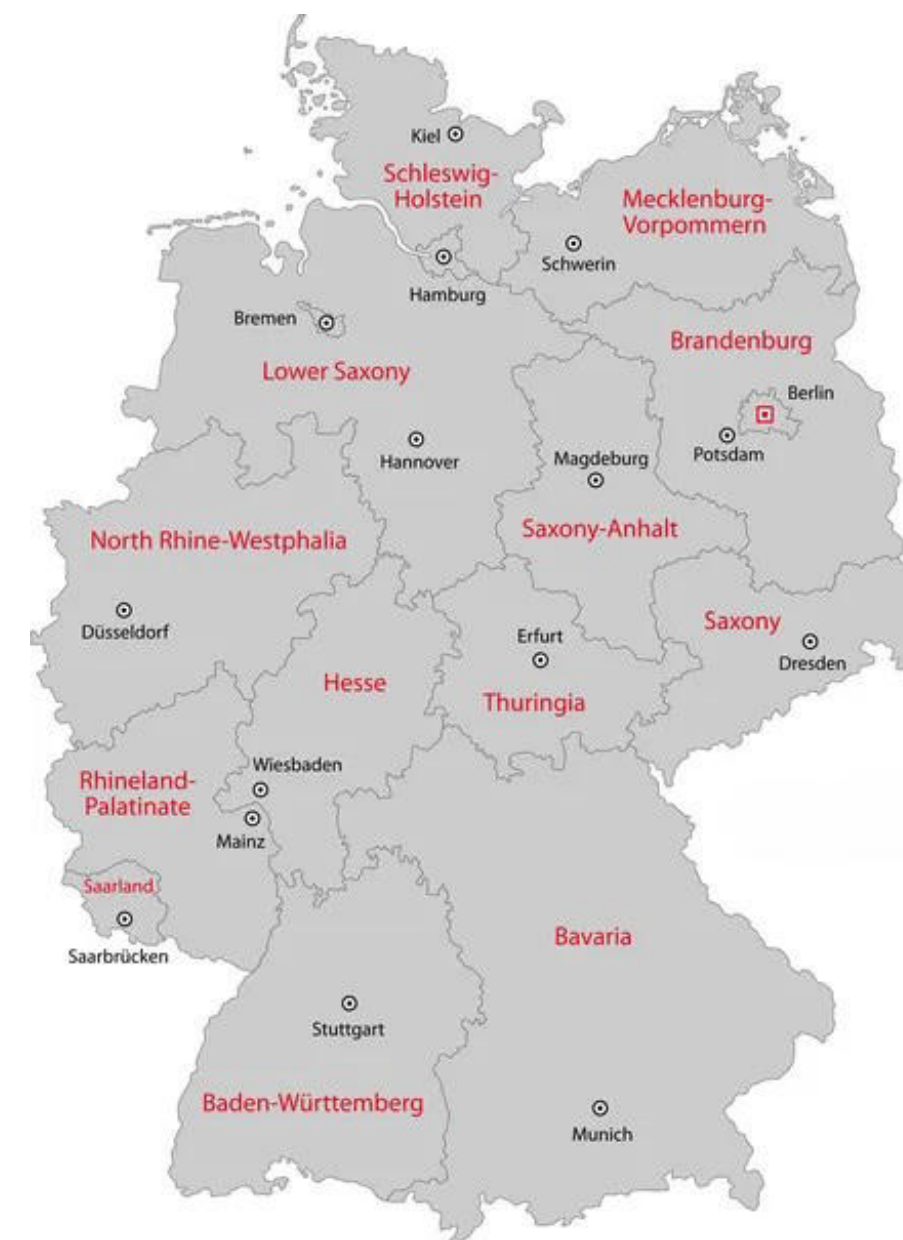 Kiel
Schleswig-
Holstein
Mecklenburg-
Vorpommern
Schwerin
Hamburg
Bremen
Brandenburg
Lower Saxony
Berlin
Hannover
Potsdam
Magdeburg
Saxony-Anhalt
North Rhine-Westphalia
Düsseldorf
Saxony
Erfurt
Dresden
Hesse
Thuringia
Wiesbaden
Rhineland-
Palatinate
Mainz
Saarland
Saarbrücken
Bavaria
Stuttgart
Baden-Württemberg
Munich